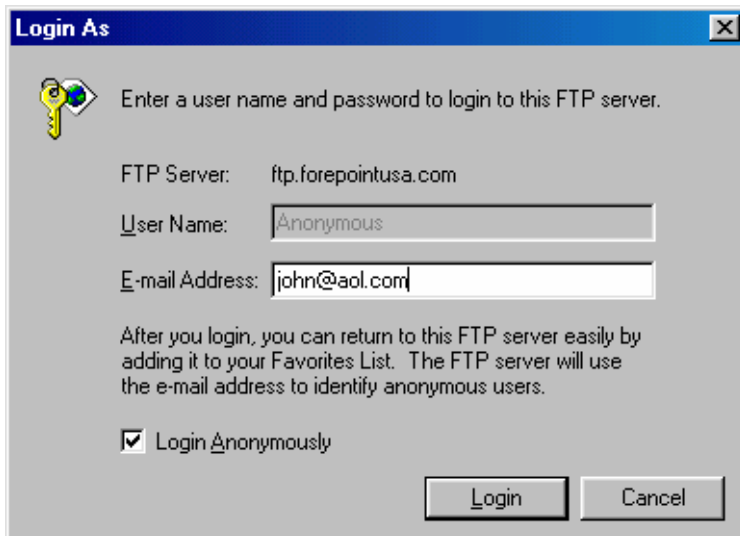 Login As
Enter a user name and password to login to this FTP server.
FTP Server: ftp.forepointusa.com
User Name: Anonymous
E-mail Address: john@aol.com
After you login, you can return to this FTP server easily by
adding it to your Favorites List. The FTP server will use
the e-mail address to identify anonymous users.
Login Anonymously
Login Cancel